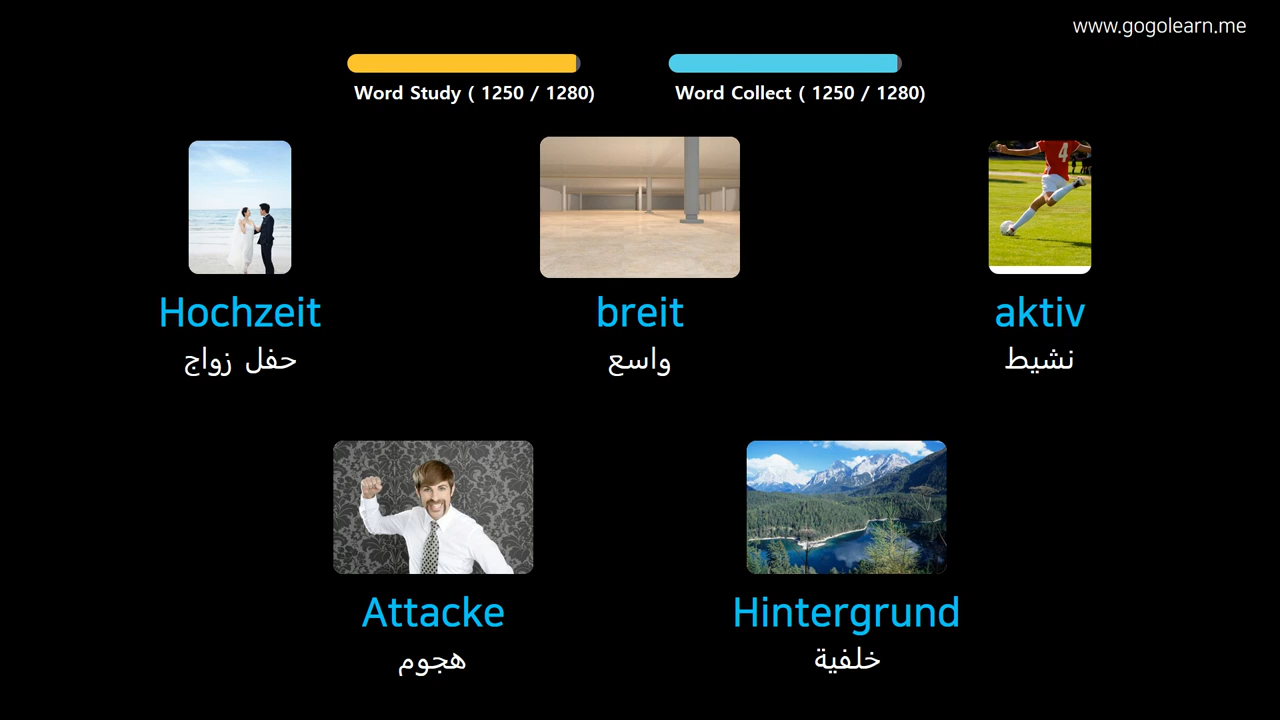 www.gogolearn.me
Word Study ( 1250 / 1280)
Word Collect ( 1250 / 1280)
4
Hochzeit
حفل زواج
breit
واسع
aktiv
نشيط
Attacke
هجوم
Hintergrund
خلفية